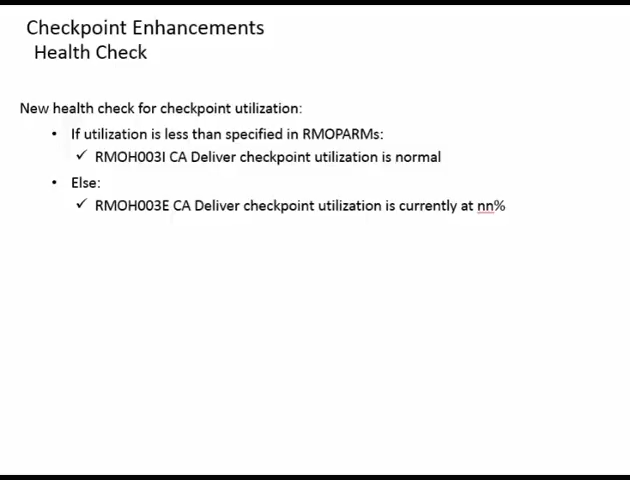 Checkpoint Enhancements
Health Check
New health check for checkpoint utilization:
• If utilization is less than specified in RMOPARMs:
✓ RMOH003I CA Deliver checkpoint utilization is normal
• Else:
✓ RMOH003E CA Deliver checkpoint utilization is currently at nn%